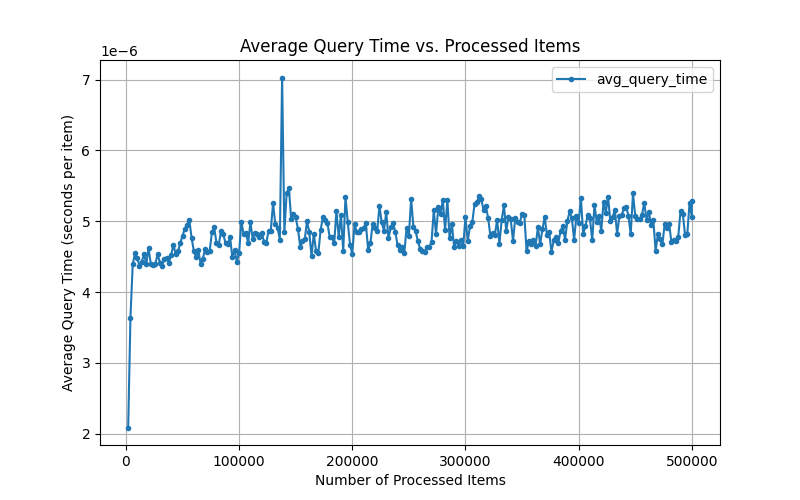 Average Query Time vs. Processed Items
1e−6
avg_query_time
7
6
5
4
3
2
Average Query Time (seconds per item)
0 100000 200000 300000 400000 500000
Number of Processed Items